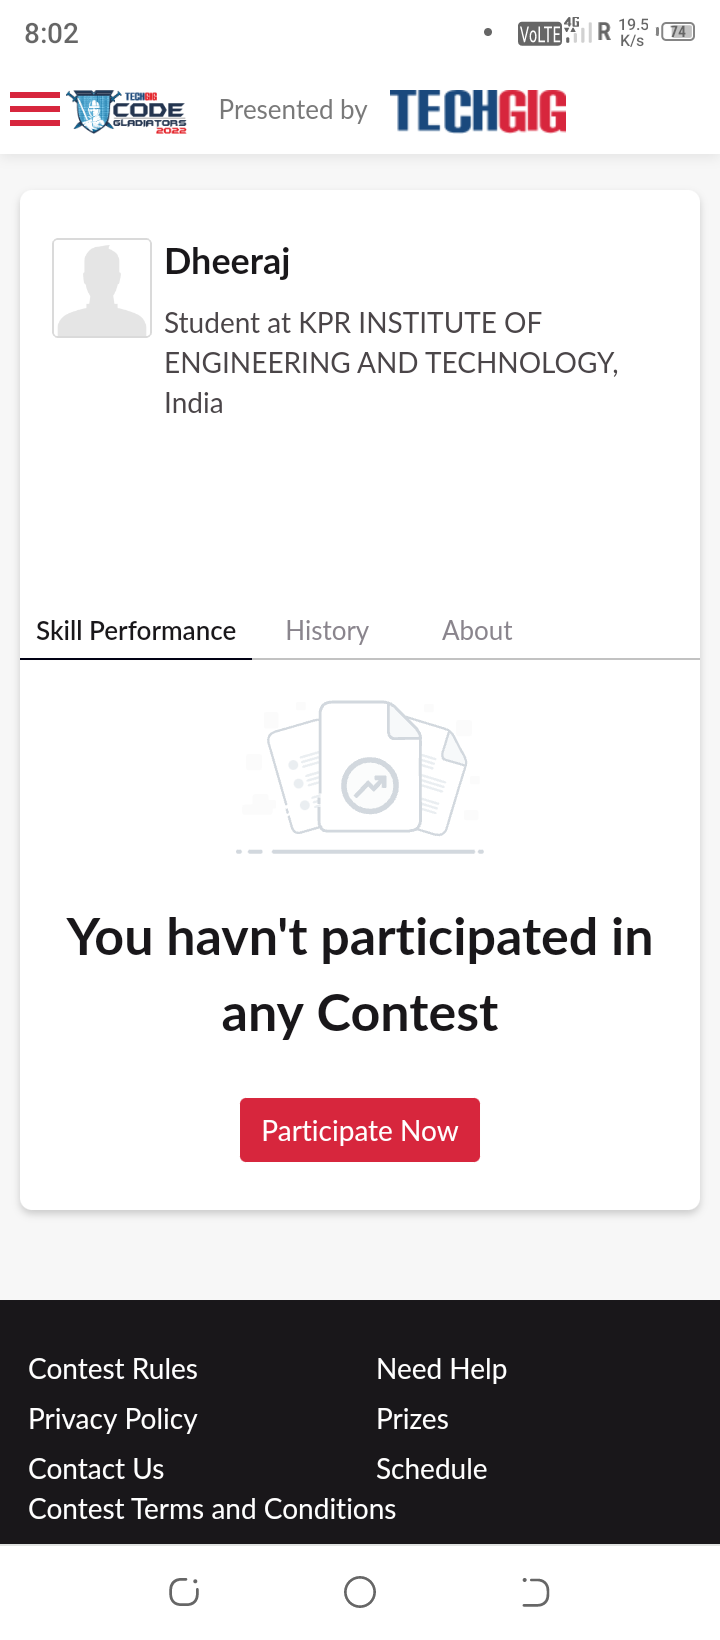 8:02
VoLTE 4G R 19.5 K/s 74
TECHGIG CODE GLADIATORS 2022 Presented by TECHGIG
Dheeraj
Student at KPR INSTITUTE OF
ENGINEERING AND TECHNOLOGY,
India
Skill Performance History About
You havn't participated in
any Contest
Participate Now
Contest Rules Need Help
Privacy Policy Prizes
Contact Us Schedule
Contest Terms and Conditions